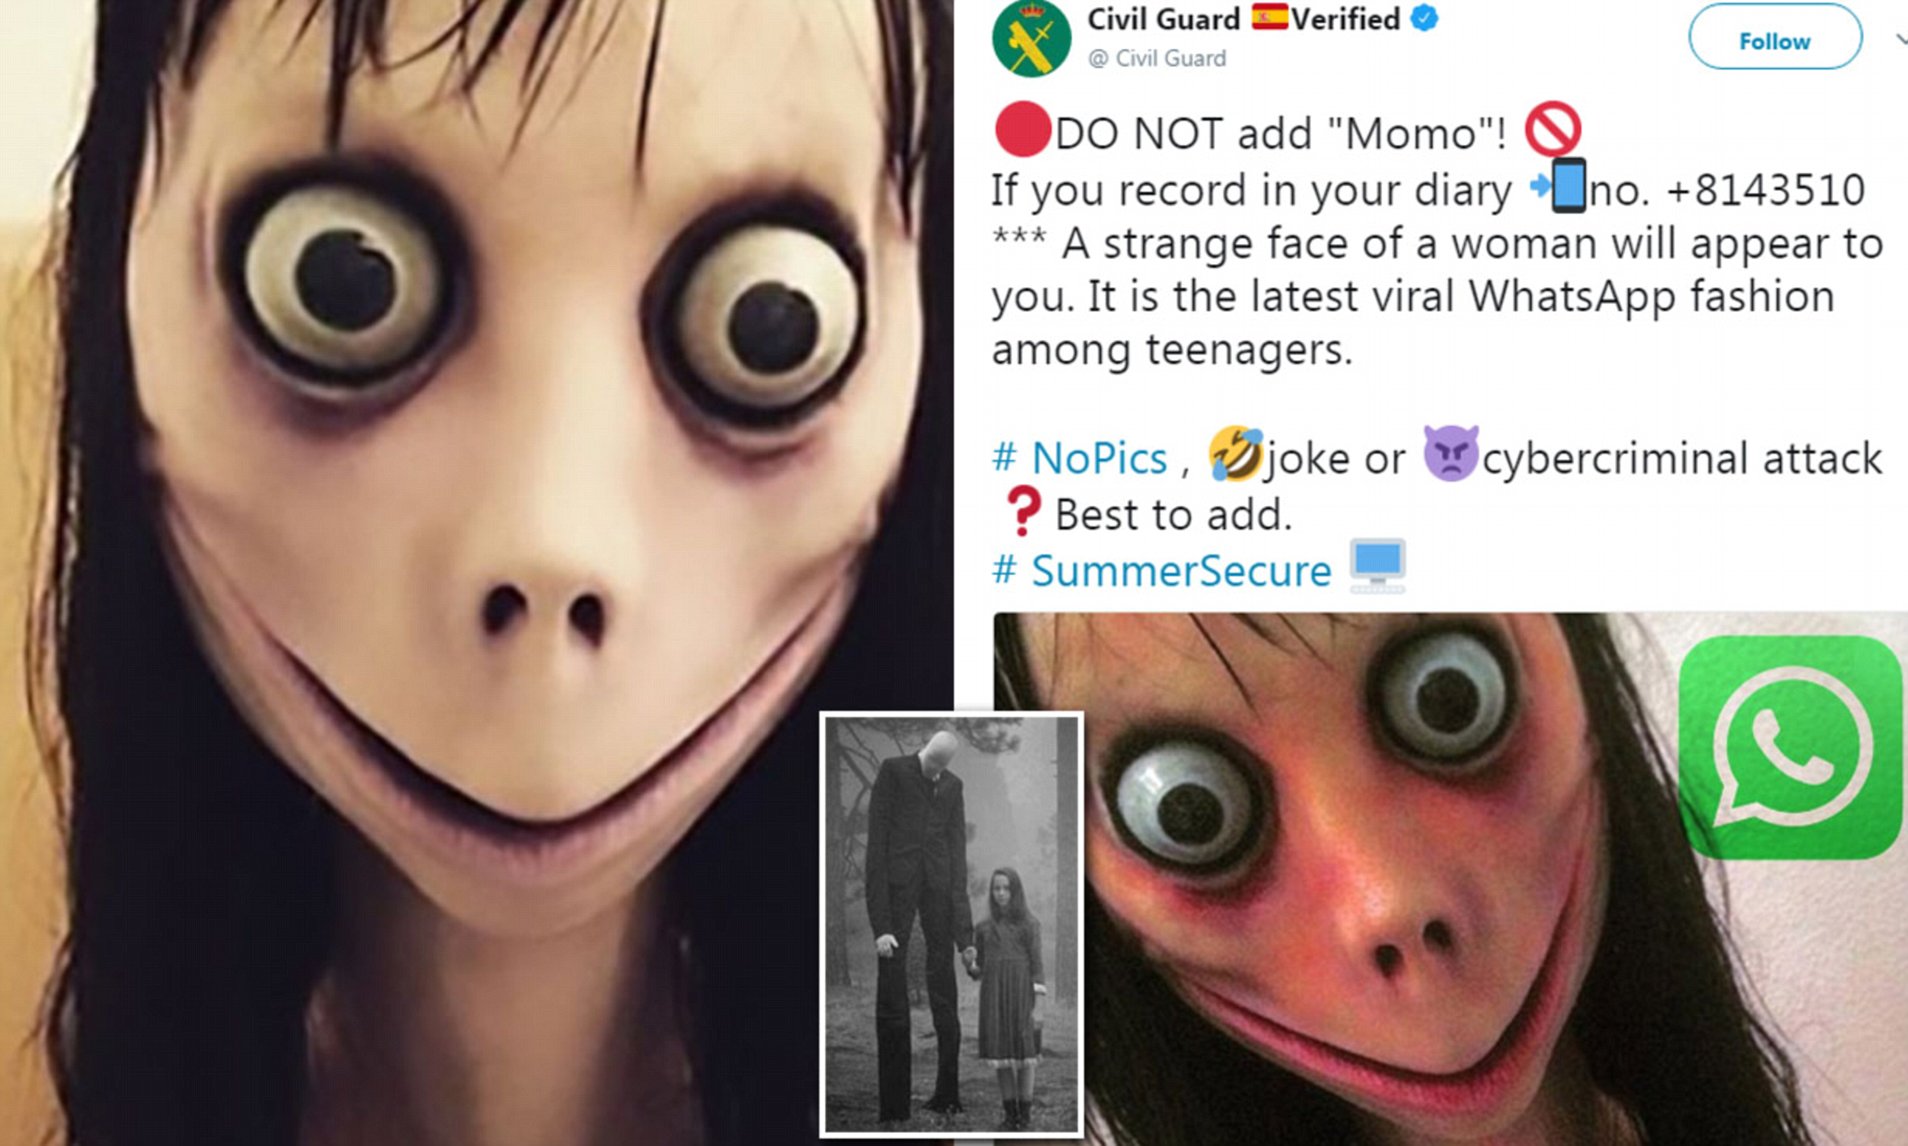 Civil Guard 🇪🇸Verified
@ Civil Guard
Follow
🔴DO NOT add "Momo"! 🚫
If you record in your diary 📲no. +8143510
*** A strange face of a woman will appear to
you. It is the latest viral WhatsApp fashion
among teenagers.
# NoPics , 🤣joke or 👿cybercriminal attack
❓Best to add.
# SummerSecure 🖥